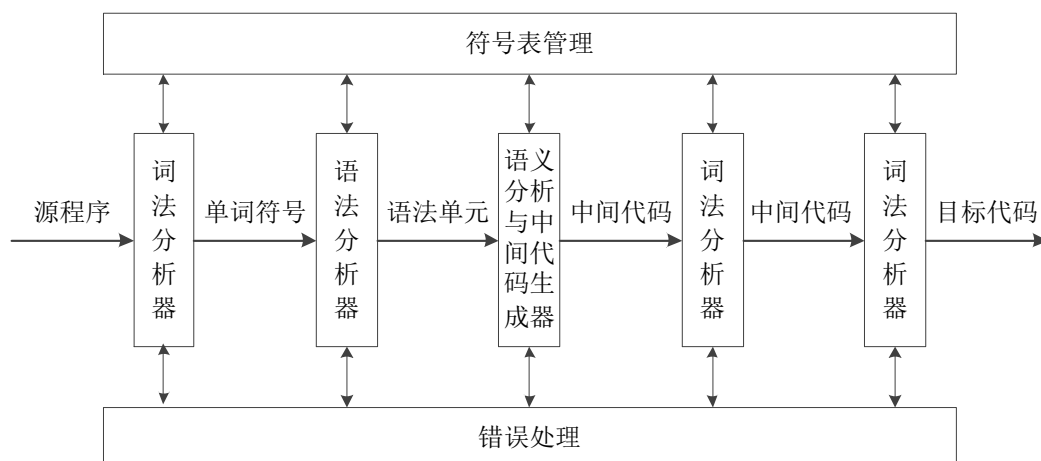 符号表管理
源程序
词法分析器
单词符号
语法分析器
语法单元
语义分析与中间代码生成器
中间代码
词法分析器
中间代码
词法分析器
目标代码
错误处理